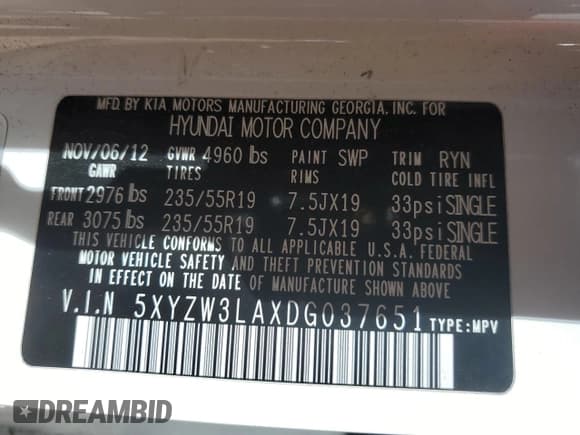 MFD. BY KIA MOTORS MANUFACTURING GEORGIA. INC. FOR
HYUNDAI MOTOR COMPANY
NOV/06/12 GVWR 4960 lbs PAINT SWP TRIM RYN
GAWR TIRES RIMS COLD TIRE INFL
FRONT 2976 lbs 235/55R19 7.5JX19 33psi SINGLE
REAR 3075 lbs 235/55R19 7.5JX19 33psi SINGLE
THIS VEHICLE CONFORMS TO ALL APPLICABLE U.S.A. FEDERAL
MOTOR VEHICLE SAFETY AND THEFT PREVENTION STANDARDS
IN EFFECT ON THE DATE OF MANUFACTURE SHOWN ABOVE.
V.I.N 5XYZW3LAXDG037651 TYPE:MPV
DREAMBID